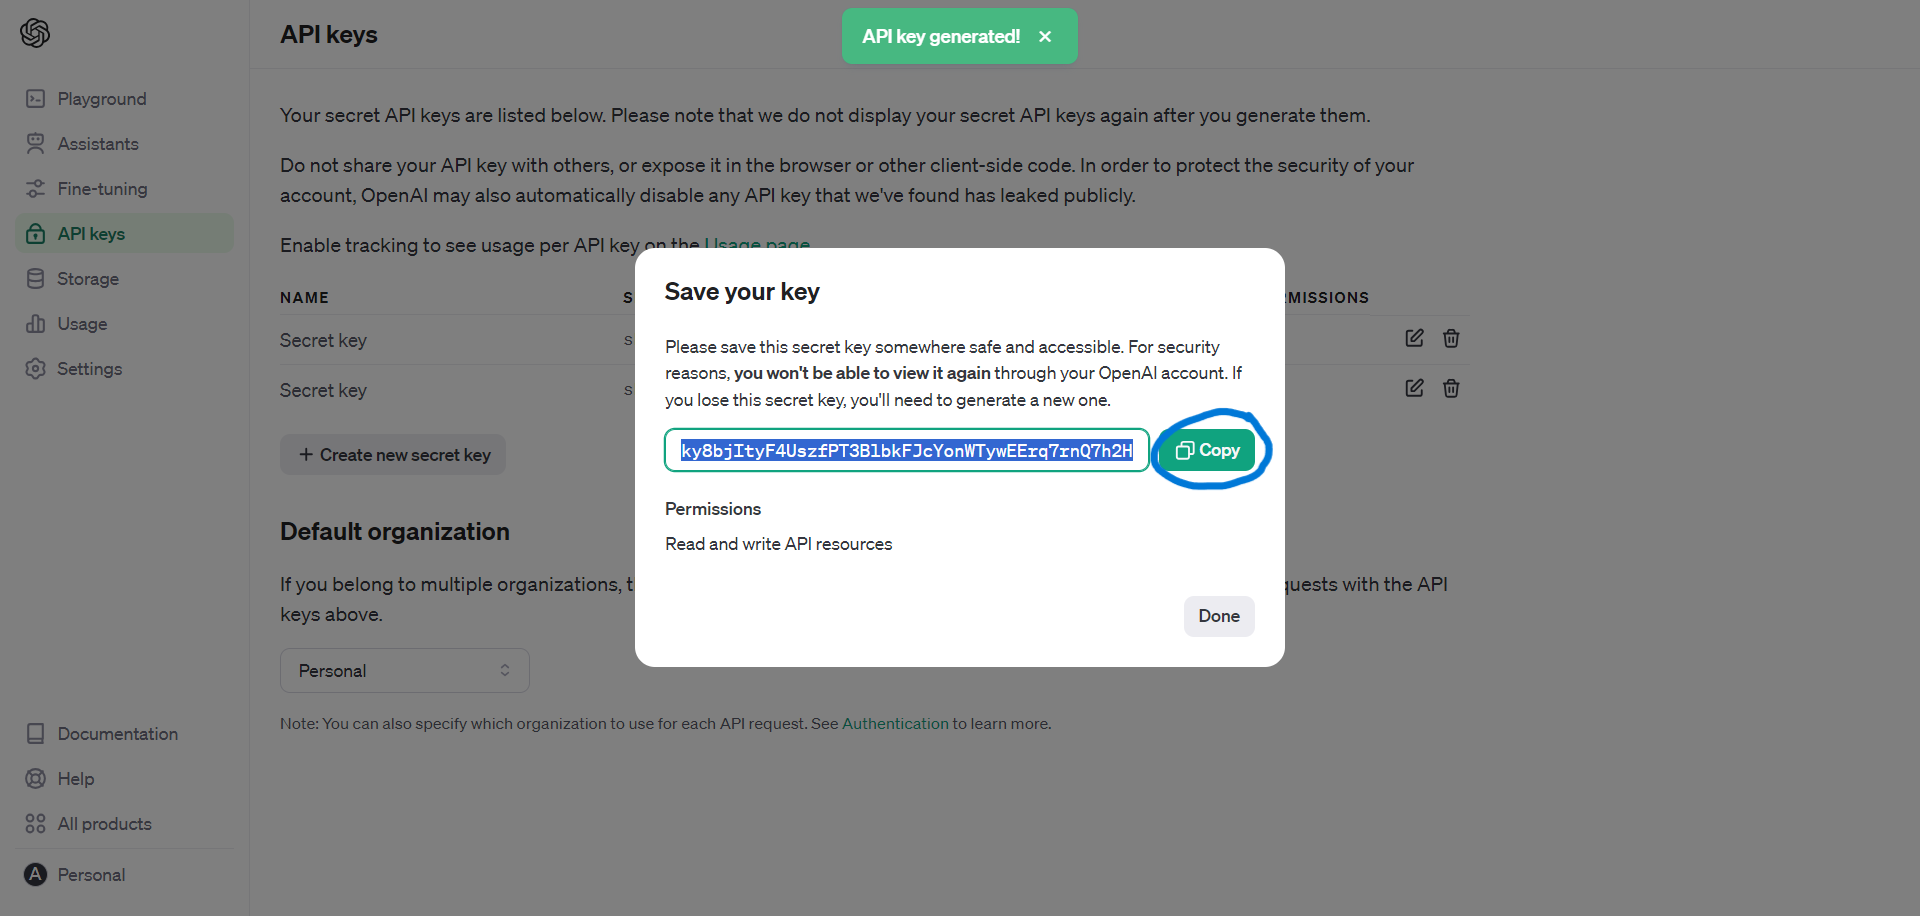 API keys
API key generated!
Playground
Assistants
Fine-tuning
API keys
Storage
Usage
Settings
Documentation
Help
All products
A Personal
Your secret API keys are listed below. Please note that we do not display your secret API keys again after you generate them.
Do not share your API key with others, or expose it in the browser or other client-side code. In order to protect the security of your
account, OpenAI may also automatically disable any API key that we've found has leaked publicly.
Enable tracking to see usage per API key on the Usage page
NAME S MISSIONS
Secret key s
Secret key s
+ Create new secret key
Default organization
If you belong to multiple organizations, t quests with the API
keys above.
Personal
Note: You can also specify which organization to use for each API request. See Authentication to learn more.
Save your key
Please save this secret key somewhere safe and accessible. For security
reasons, you won't be able to view it again through your OpenAI account. If
you lose this secret key, you'll need to generate a new one.
ky8bjItyF4UszfPT3BlbkFJcYonWTywEErq7rnQ7h2H Copy
Permissions
Read and write API resources
Done